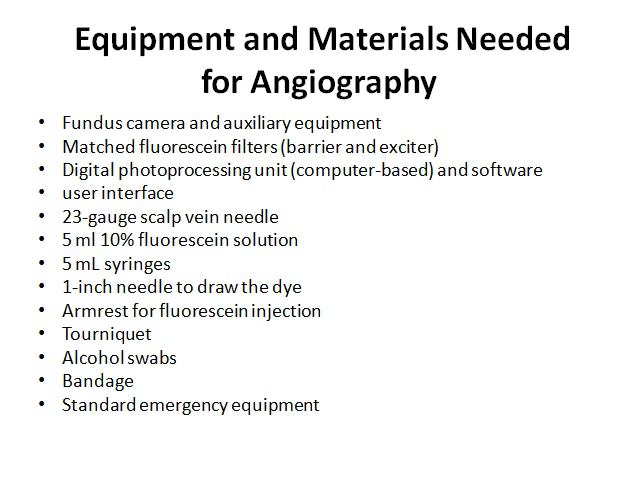 Equipment and Materials Needed
for Angiography
• Fundus camera and auxiliary equipment
• Matched fluorescein filters (barrier and exciter)
• Digital photoprocessing unit (computer-based) and software
• user interface
• 23-gauge scalp vein needle
• 5 ml 10% fluorescein solution
• 5 mL syringes
• 1-inch needle to draw the dye
• Armrest for fluorescein injection
• Tourniquet
• Alcohol swabs
• Bandage
• Standard emergency equipment